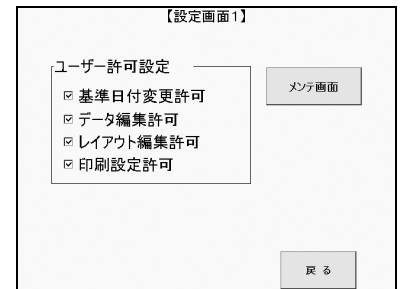 【設定画面1】
ユーザー許可設定
メンテ画面
☑ 基準日付変更許可
☑ データ編集許可
☑ レイアウト編集許可
☑ 印刷設定許可
戻る